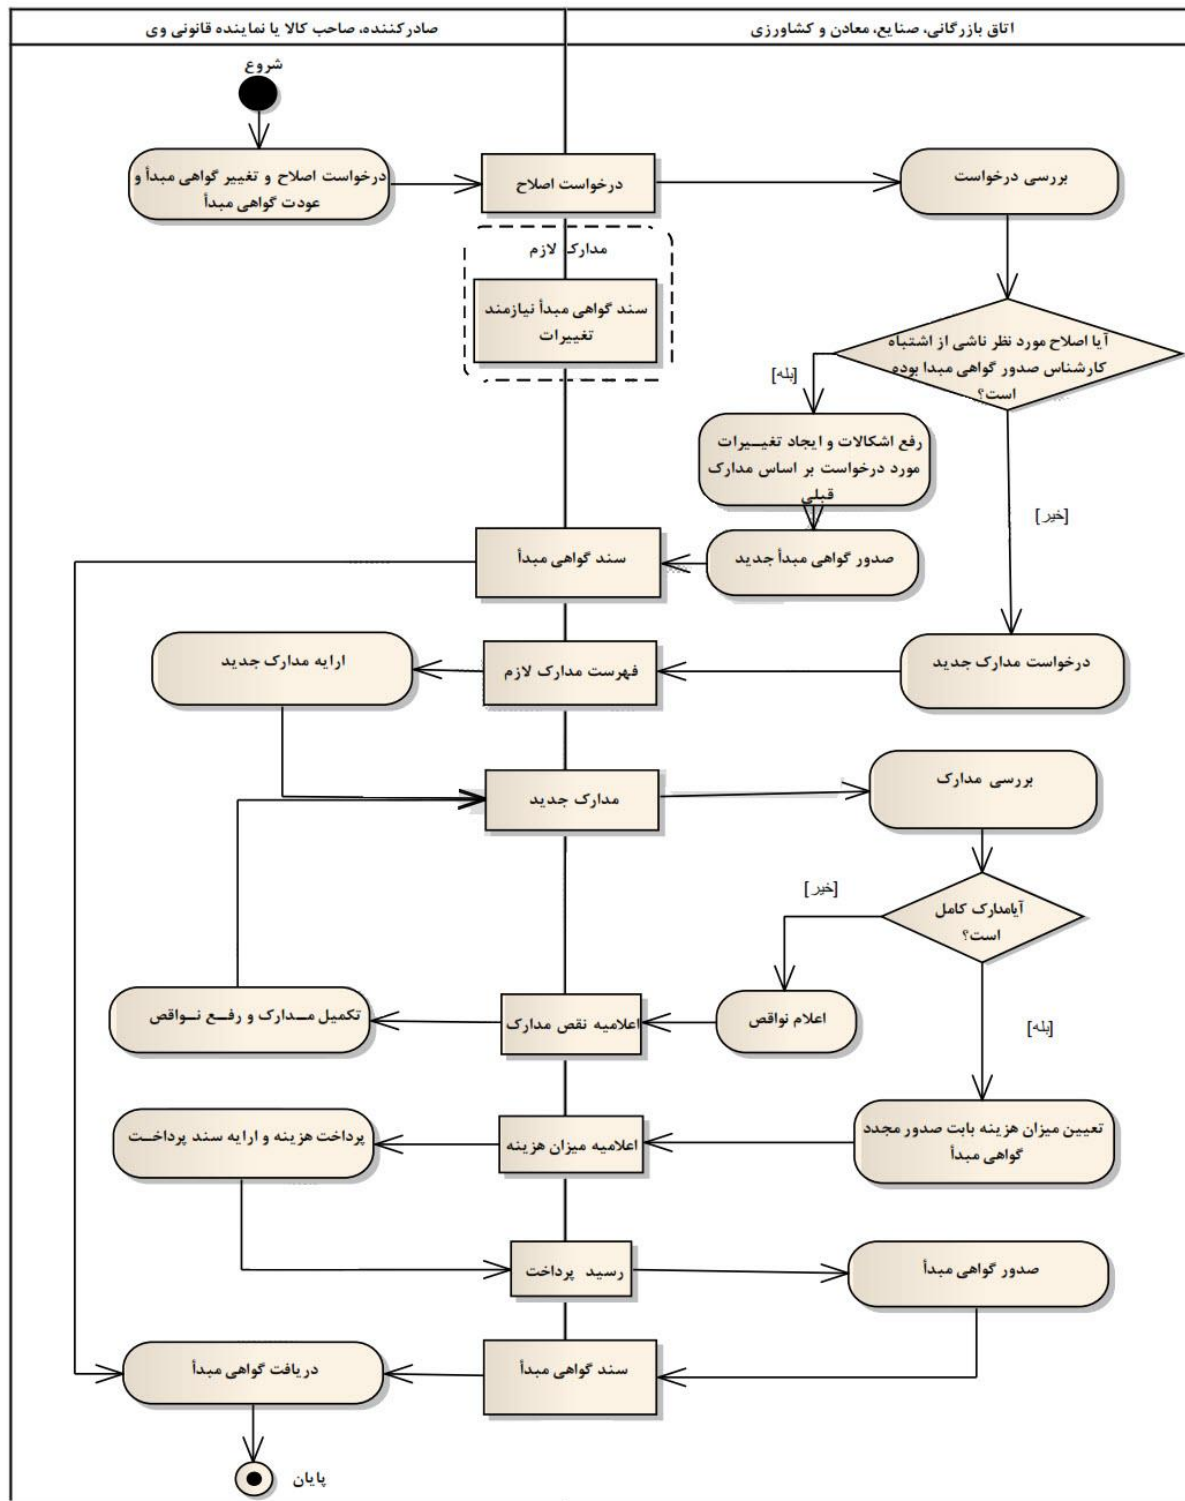 اتاق بازرگانی، صنایع، معادن و کشاورزی
صادرکننده، صاحب کالا یا نماینده قانونی وی
شروع
درخواست اصلاح و تغییر گواهی مبدأ و
عودت گواهی مبدأ
درخواست اصلاح
بررسی درخواست
مدارک لازم
سند گواهی مبدأ نیازمند
تغییرات
آیا اصلاح مورد نظر ناشی از اشتباه
کارشناس صدور گواهی مبدا بوده
است؟
[بله]
رفع اشکالات و ایجاد تغییـرات
مورد درخواست بر اساس مدارک
قبلی
[خیر]
صدور گواهی مبدأ جدید
سند گواهی مبدأ
درخواست مدارک جدید
فهرست مدارک لازم
ارایه مدارک جدید
مدارک جدید
بررسی مدارک
آیامدارک کامل
است؟
[خیر]
اعلام نواقص
اعلامیه نقص مدارک
تکمیل مـدارک و رفـع نـواقص
[بله]
تعیین میزان هزینه بابت صدور مجدد
گواهی مبدأ
اعلامیه میزان هزینه
پرداخت هزینه و ارایه سند پرداخـت
رسید پرداخت
صدور گواهی مبدأ
سند گواهی مبدأ
دریافت گواهی مبدأ
پایان